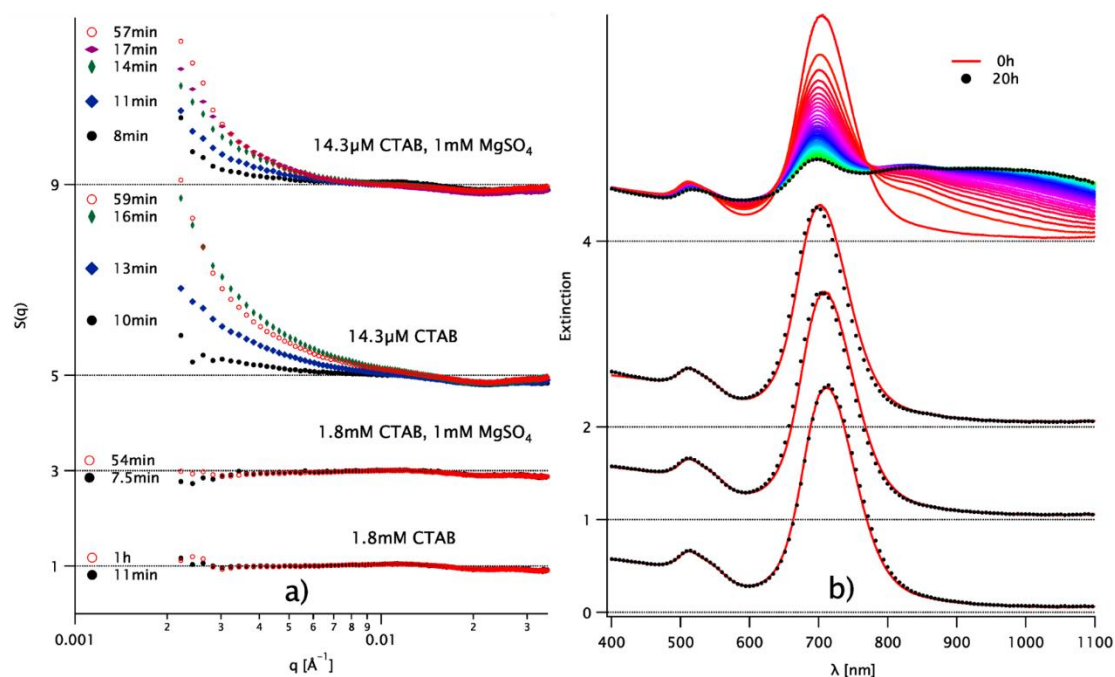 57min
17min
14min
11min
8min
14.3μM CTAB, 1mM MgSO4
9
59min
16min
13min
10min
14.3μM CTAB
5
1.8mM CTAB, 1mM MgSO4
54min
3
7.5min
1.8mM CTAB
1h
1
11min
a)
S(q)
0.001
2
3
4
5
6
7
8
9
0.01
2
3
q [Å⁻¹]
0h
20h
4
2
1
0
Extinction
b)
400
500
600
700
800
900
1000
1100
λ [nm]